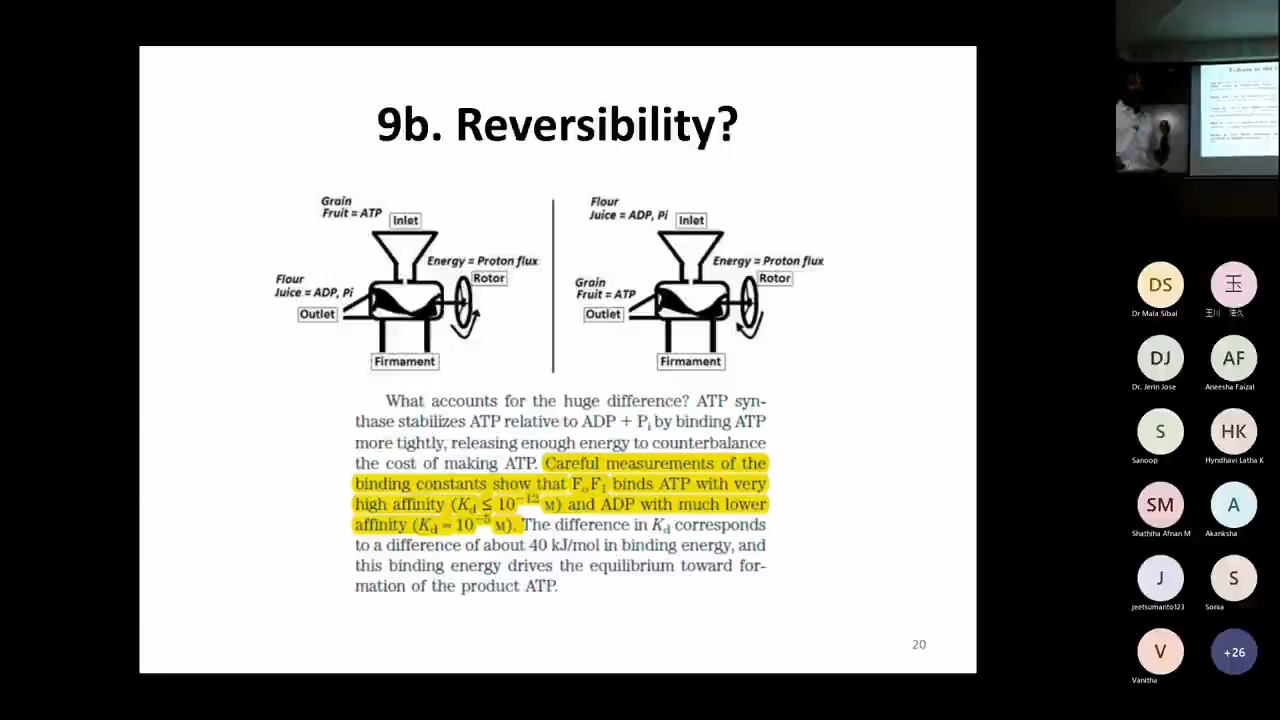 9b. Reversibility?
Grain
Fruit = ATP
Inlet
Energy = Proton flux
Rotor
Flour
Juice = ADP, Pi
Outlet
Firmament
Flour
Juice = ADP, Pi
Inlet
Energy = Proton flux
Rotor
Grain
Fruit = ATP
Outlet
Firmament
What accounts for the huge difference? ATP syn-
thase stabilizes ATP relative to ADP + Pi by binding ATP
more tightly, releasing enough energy to counterbalance
the cost of making ATP. Careful measurements of the
binding constants show that FoF1 binds ATP with very
high affinity (Kd ≤ 10⁻¹² M) and ADP with much lower
affinity (Kd ≈ 10⁻⁵ M). The difference in Kd corresponds
to a difference of about 40 kJ/mol in binding energy, and
this binding energy drives the equilibrium toward for-
mation of the product ATP.
20
DS
Dr Mala Sibal
玉
玉川
DJ
Dr. Jerin Jose
AF
Aneesha Faizal
S
Sanoop
HK
Hyndhavi Latha K
SM
Shathiha Afnan M
A
Akanksha
J
jeetsumanto123
S
Sonia
V
Vanitha
+26